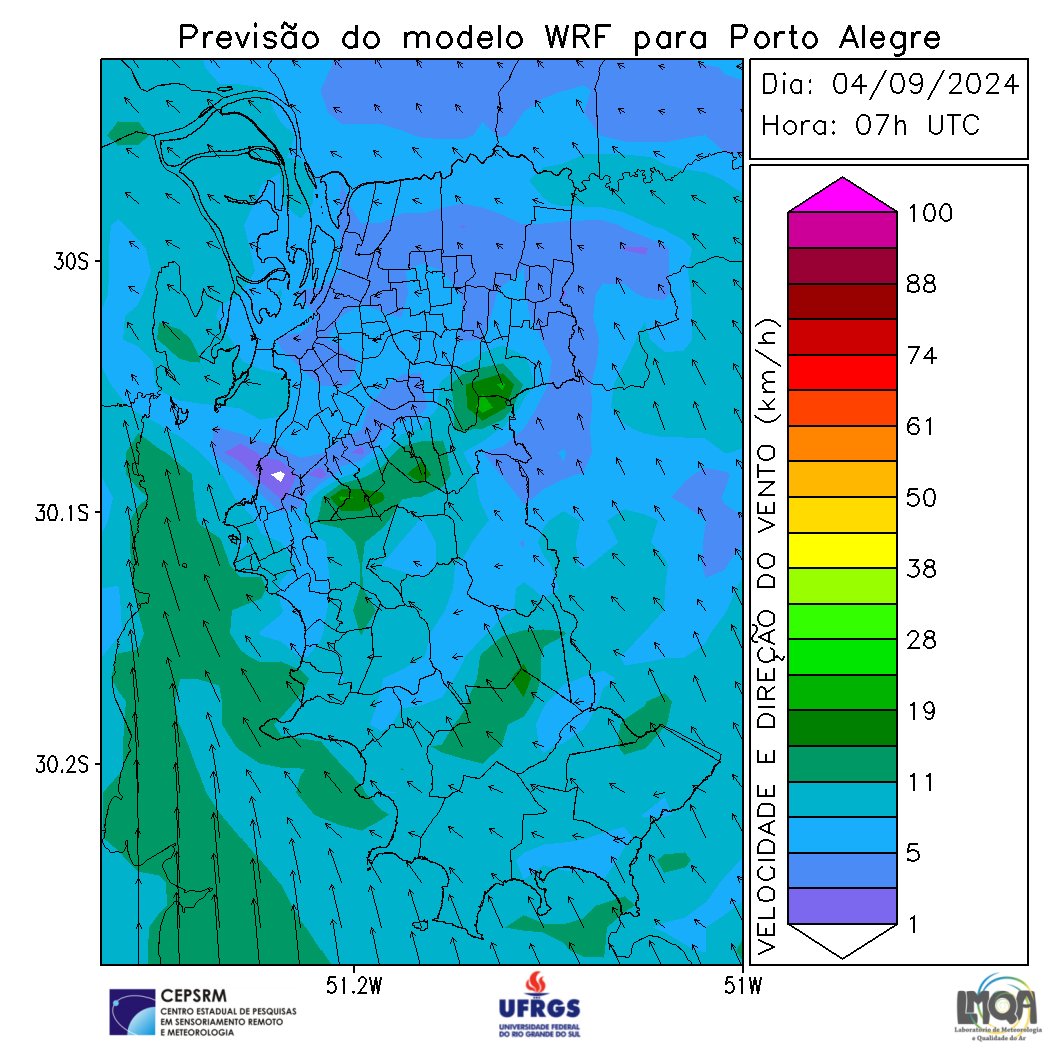 Previsão do modelo WRF para Porto Alegre
Dia: 04/09/2024
Hora: 07h UTC
30S
30.1S
30.2S
51.2W
51W
VELOCIDADE E DIREÇÃO DO VENTO (km/h)
100
88
74
61
50
38
28
19
11
5
1
CEPSRM
CENTRO ESTADUAL DE PESQUISAS
EM SENSORIAMENTO REMOTO
E METEOROLOGIA
UFRGS
UNIVERSIDADE FEDERAL
DO RIO GRANDE DO SUL
LMQA
Laboratório de Meteorologia
e Qualidade do Ar